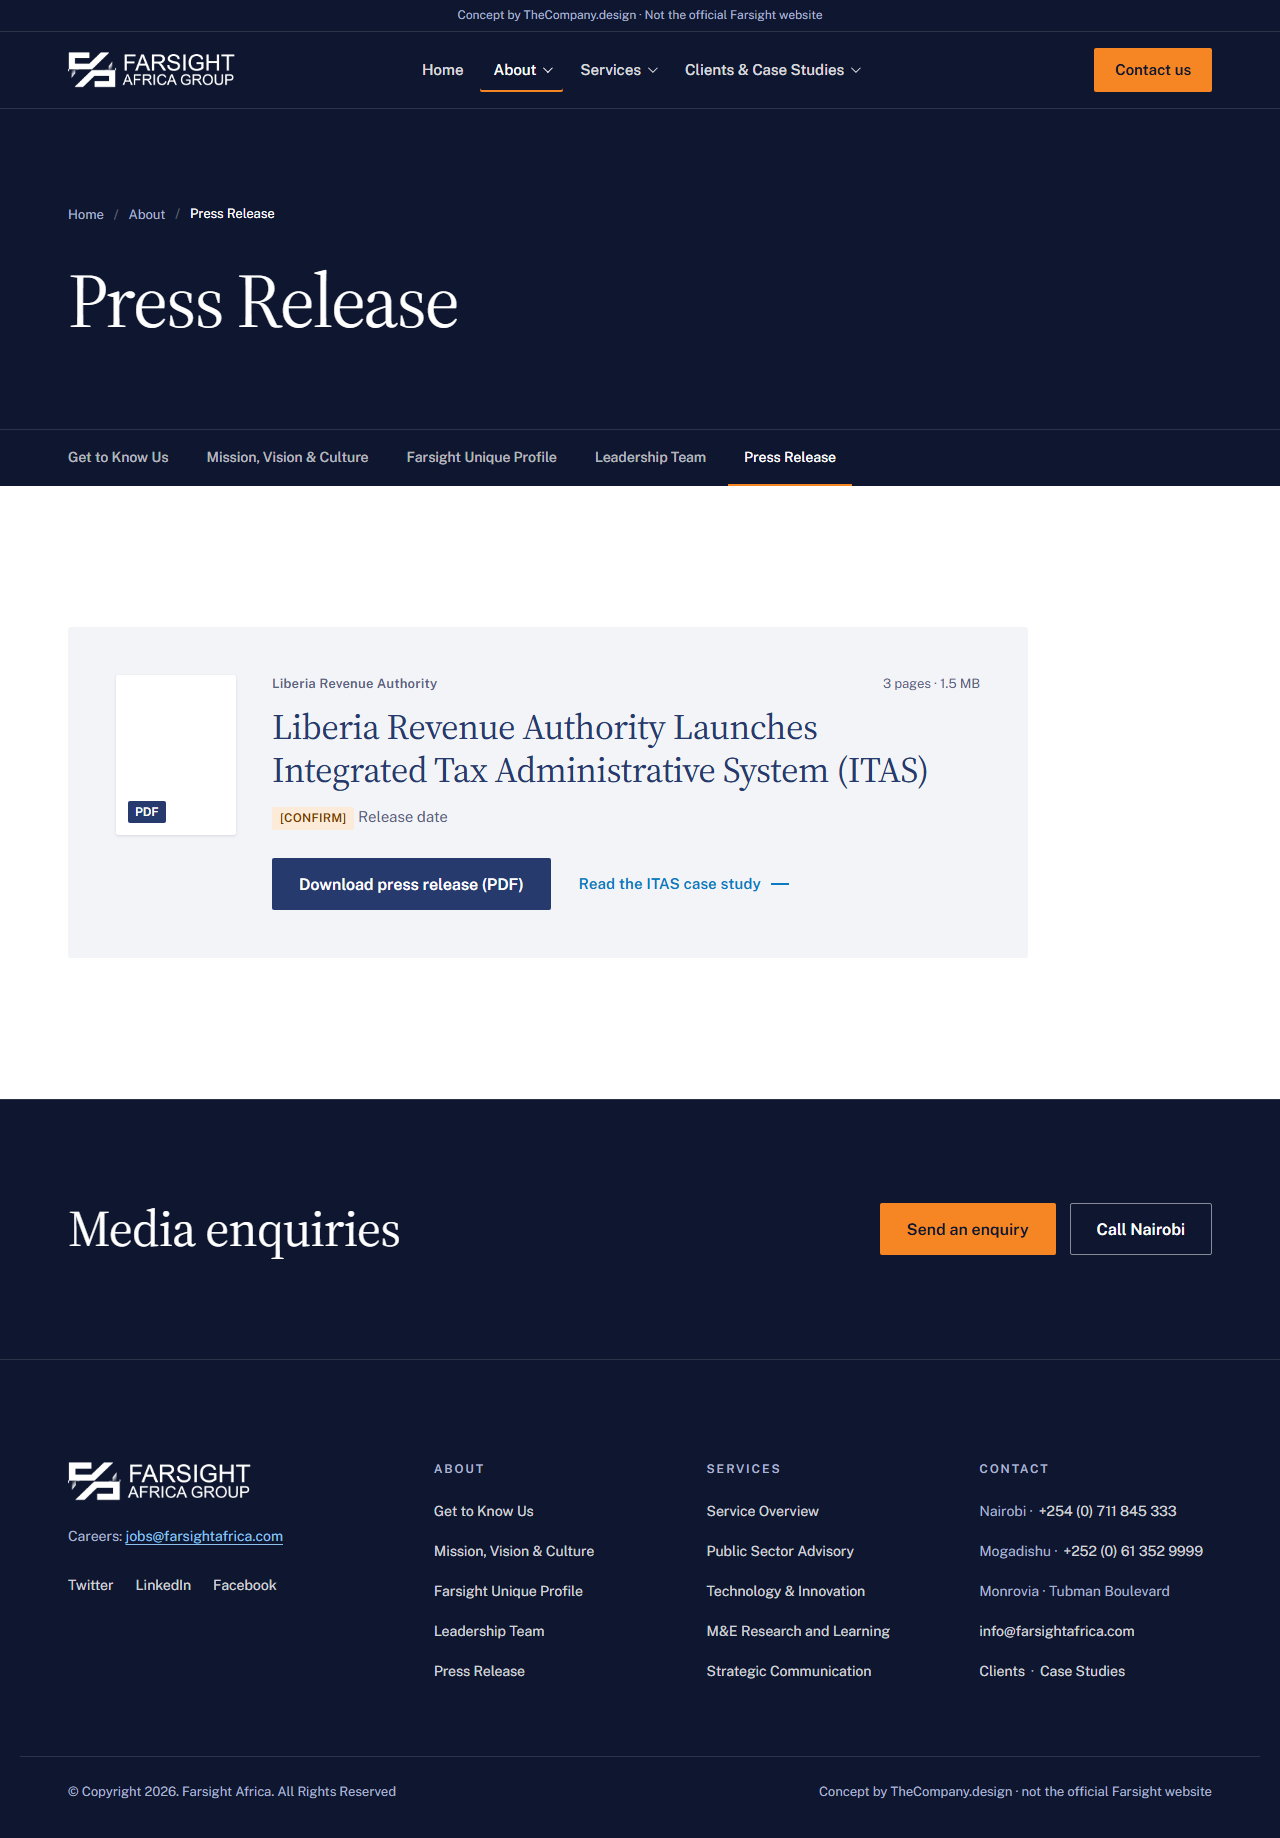 Concept by TheCompany.design · Not the official Farsight website
FARSIGHT
AFRICA GROUP
Home
About
Services
Clients & Case Studies
Contact us
Home / About / Press Release
Press Release
Get to Know Us
Mission, Vision & Culture
Farsight Unique Profile
Leadership Team
Press Release
PDF
Liberia Revenue Authority
3 pages · 1.5 MB
Liberia Revenue Authority Launches
Integrated Tax Administrative System (ITAS)
[CONFIRM] Release date
Download press release (PDF)
Read the ITAS case study
Media enquiries
Send an enquiry
Call Nairobi
FARSIGHT
AFRICA GROUP
Careers: jobs@farsightafrica.com
Twitter
LinkedIn
Facebook
ABOUT
Get to Know Us
Mission, Vision & Culture
Farsight Unique Profile
Leadership Team
Press Release
SERVICES
Service Overview
Public Sector Advisory
Technology & Innovation
M&E Research and Learning
Strategic Communication
CONTACT
Nairobi · +254 (0) 711 845 333
Mogadishu · +252 (0) 61 352 9999
Monrovia · Tubman Boulevard
info@farsightafrica.com
Clients · Case Studies
© Copyright 2026. Farsight Africa. All Rights Reserved
Concept by TheCompany.design · not the official Farsight website